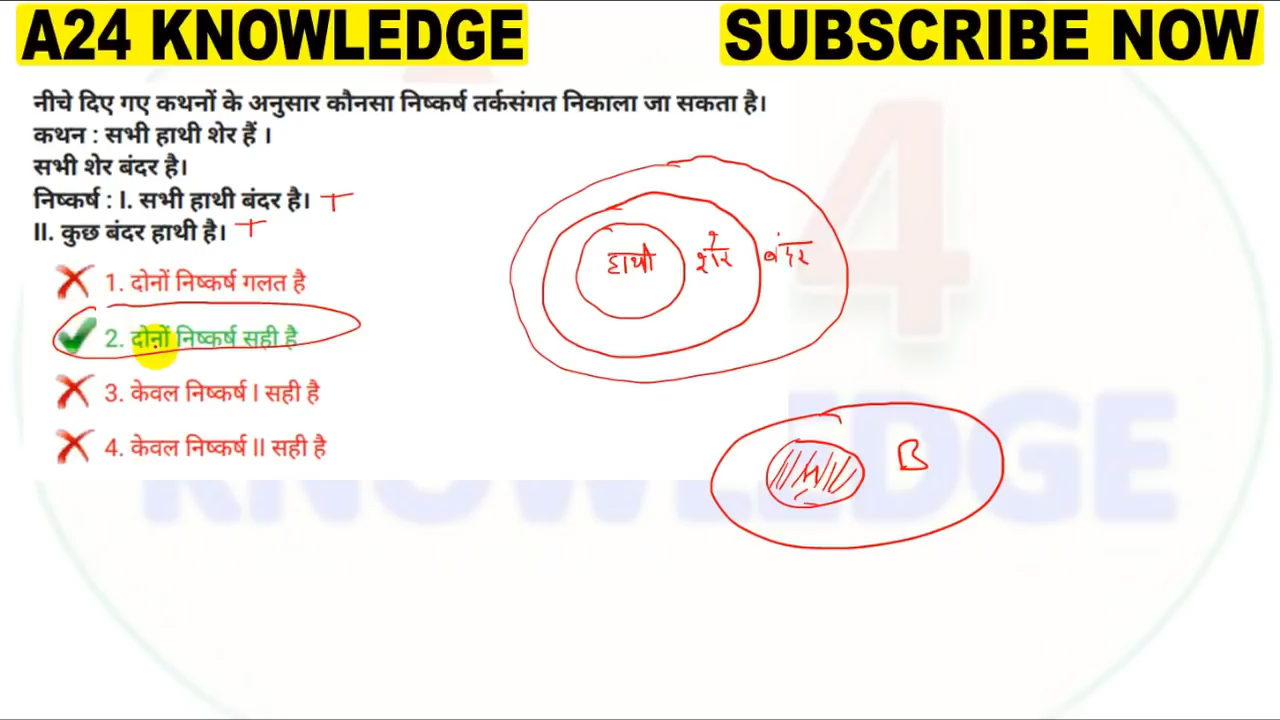 A24 KNOWLEDGE
SUBSCRIBE NOW
नीचे दिए गए कथनों के अनुसार कौनसा निष्कर्ष तर्कसंगत निकाला जा सकता है।
कथन : सभी हाथी शेर हैं ।
सभी शेर बंदर है।
निष्कर्ष : I. सभी हाथी बंदर है।
II. कुछ बंदर हाथी है।
1. दोनों निष्कर्ष गलत है
2. दोनों निष्कर्ष सही है
3. केवल निष्कर्ष I सही है
4. केवल निष्कर्ष II सही है
हाथी शेर बंदर
B
4
KNOWLEDGE